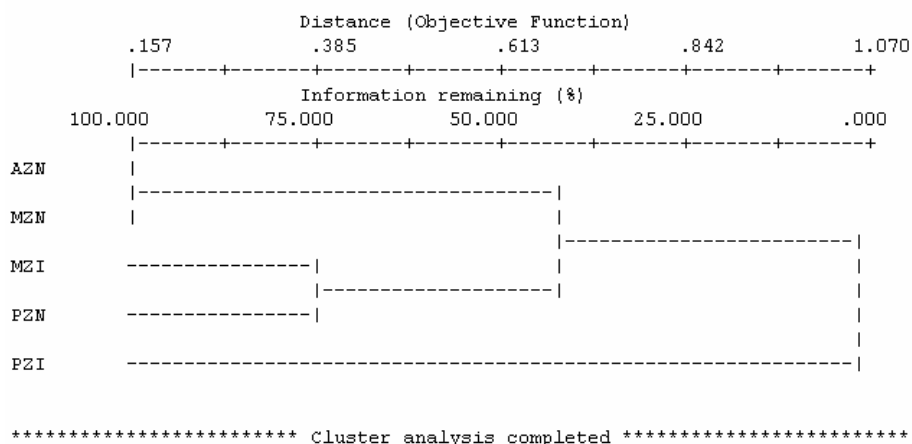 Distance (Objective Function)
.157 .385 .613 .842 1.070
|-------+-------+-------+-------+-------+-------+-------+-------+
Information remaining (%)
100.000 75.000 50.000 25.000 .000
|-------+-------+-------+-------+-------+-------+-------+-------+
AZN |
|------------------------------------|
MZN | |
|-------------------------|
MZI ----------------| | |
|--------------------| |
PZN ----------------| |
|
PZI ---------------------------------------------------------------|
************************* Cluster analysis completed *************************